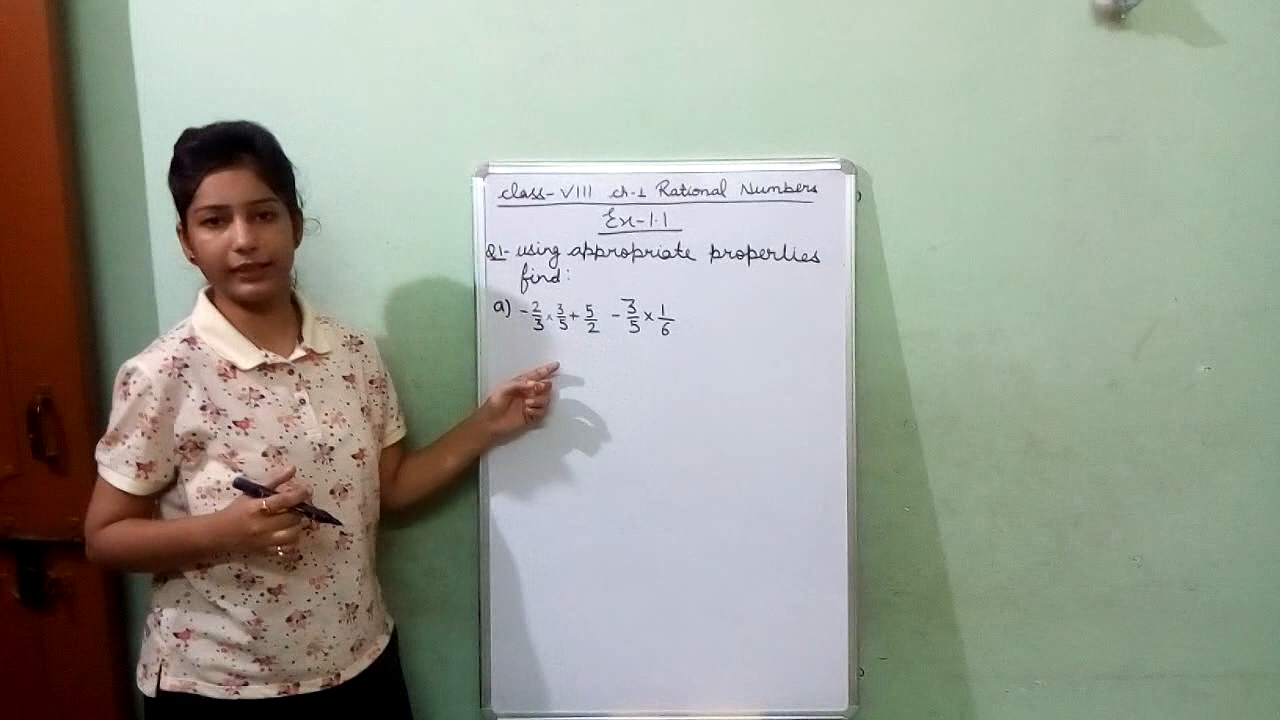 class-VIII ch-1 Rational Numbers
Ex-1.1
Q1- using appropriate properties
find:
a) -2/3 × 3/5 + 5/2 - 3/5 × 1/6